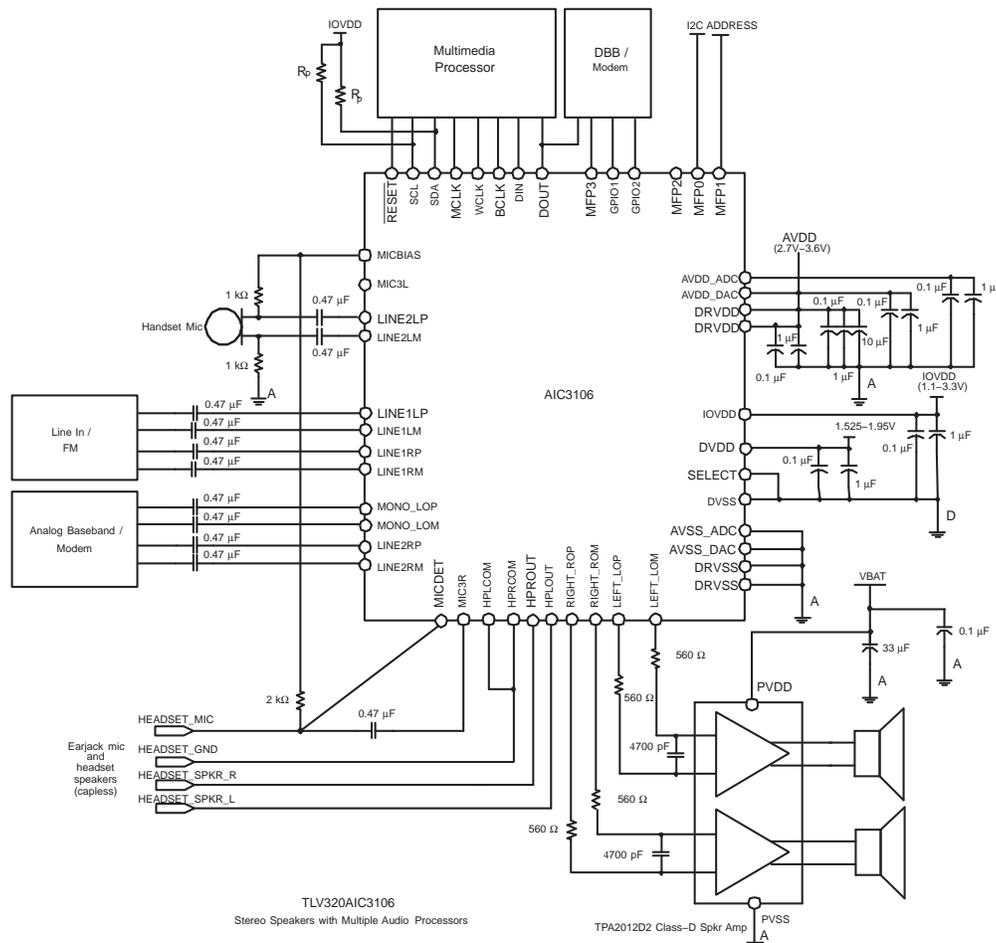 IOVDD
Rp
Rp
Multimedia
Processor
DBB /
Modem
I2C ADDRESS
RESET
SCL
SDA
MCLK
WCLK
BCLK
DIN
DOUT
MFP3
GPIO1
GPIO2
MFP2
MFP0
MFP1
AVDD
(2.7V–3.6V)
MICBIAS
MIC3L
LINE2LP
LINE2LM
1 kΩ
0.47 µF
Handset Mic
0.47 µF
1 kΩ
A
AVDD_ADC
AVDD_DAC
DRVDD
DRVDD
0.1 µF
1 µ
0.1 µF
0.1 µF
1 µF
1 µF
10 µF
0.1 µF
1 µF
A
AIC3106
IOVDD
(1.1–3.3V)
Line In /
FM
0.47 µF
0.47 µF
0.47 µF
0.47 µF
LINE1LP
LINE1LM
LINE1RP
LINE1RM
IOVDD
1.525–1.95V
DVDD
0.1 µF
1 µF
SELECT
0.1 µF
1 µF
DVSS
D
Analog Baseband /
Modem
0.47 µF
0.47 µF
0.47 µF
0.47 µF
MONO_LOP
MONO_LOM
LINE2RP
LINE2RM
AVSS_ADC
AVSS_DAC
DRVSS
DRVSS
A
MICDET
MIC3R
HPLCOM
HPRCOM
HPROUT
HPLOUT
RIGHT_ROP
RIGHT_ROM
LEFT_LOP
LEFT_LOM
VBAT
0.1 µF
33 µF
A
A
560 Ω
560 Ω
PVDD
2 kΩ
0.47 µF
HEADSET_MIC
HEADSET_GND
HEADSET_SPKR_R
HEADSET_SPKR_L
Earjack mic
and
headset
speakers
(capless)
4700 pF
560 Ω
560 Ω
4700 pF
TLV320AIC3106
Stereo Speakers with Multiple Audio Processors
TPA2012D2 Class–D Spkr Amp
PVSS
A